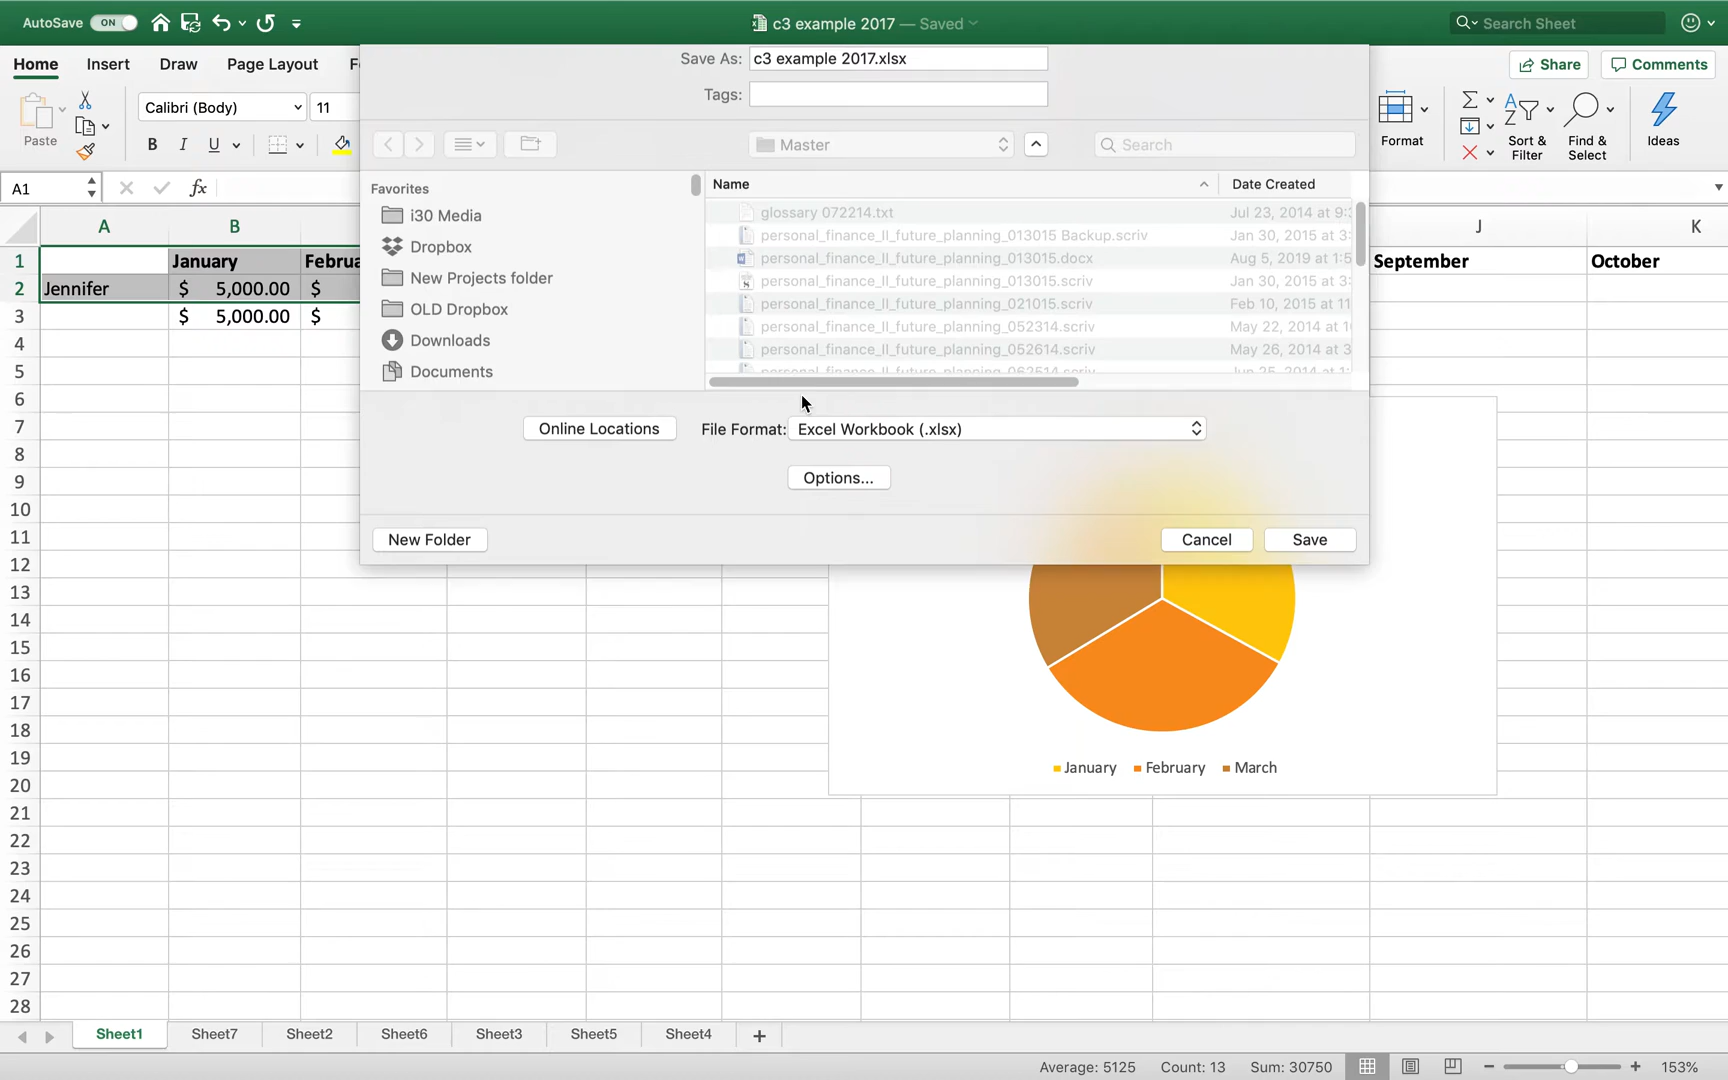 AutoSave ON
c3 example 2017 — Saved
Search Sheet
Home Insert Draw Page Layout
Share
Comments
Save As: c3 example 2017.xlsx
Tags:
Calibri (Body) 11
Paste
B I U
Format
Sort & Filter
Find & Select
Ideas
Master
Search
A1
fx
Favorites
i30 Media
Dropbox
New Projects folder
OLD Dropbox
Downloads
Documents
Name Date Created
glossary 072214.txt Jul 23, 2014 at 9:
personal_finance_II_future_planning_013015 Backup.scriv Jan 30, 2015 at 3:
personal_finance_II_future_planning_013015.docx Aug 5, 2019 at 1:5
personal_finance_II_future_planning_013015.scriv Jan 30, 2015 at 3:
personal_finance_II_future_planning_021015.scriv Feb 10, 2015 at 11
personal_finance_II_future_planning_052314.scriv May 22, 2014 at 1
personal_finance_II_future_planning_052614.scriv May 26, 2014 at 3
personal_finance_II_future_planning_062514.scriv Jun 25, 2014 at 1:
Online Locations
File Format: Excel Workbook (.xlsx)
Options...
New Folder
Cancel
Save
A B J K
1 January Februa September October
2 Jennifer $ 5,000.00 $
3 $ 5,000.00 $
4
5
6
7
8
9
10
11
12
13
14
15
16
17
18
19
20
21
22
23
24
25
26
27
28
January February March
Sheet1 Sheet7 Sheet2 Sheet6 Sheet3 Sheet5 Sheet4 +
Average: 5125 Count: 13 Sum: 30750 153%